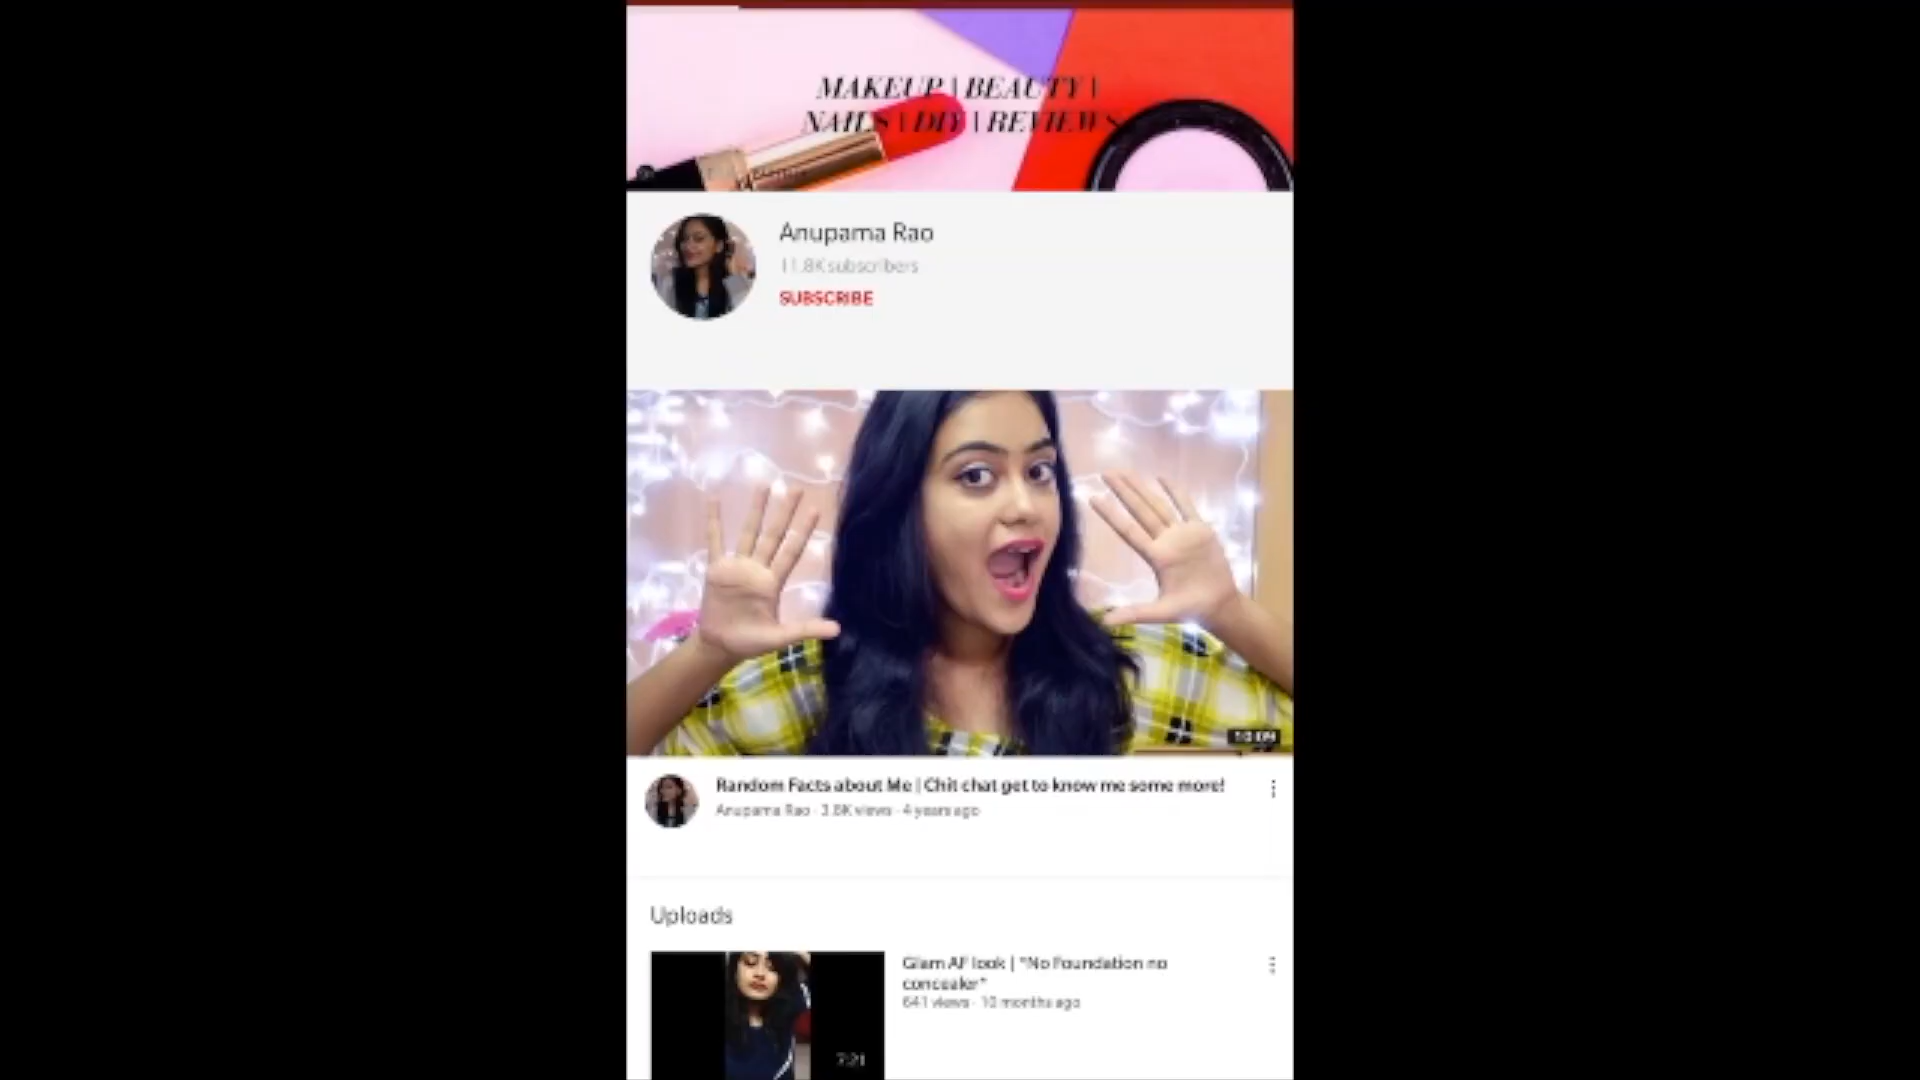 MAKEUP | BEAUTY |
NAILS | DIY | REVIEWS
Anupama Rao
11.8K subscribers
SUBSCRIBE
10:09
Random Facts about Me | Chit chat get to know me some more!
Anupama Rao · 3.8K views · 4 years ago
Uploads
Glam AF look | *No Foundation no
concealer*
641 views · 10 months ago
7:21